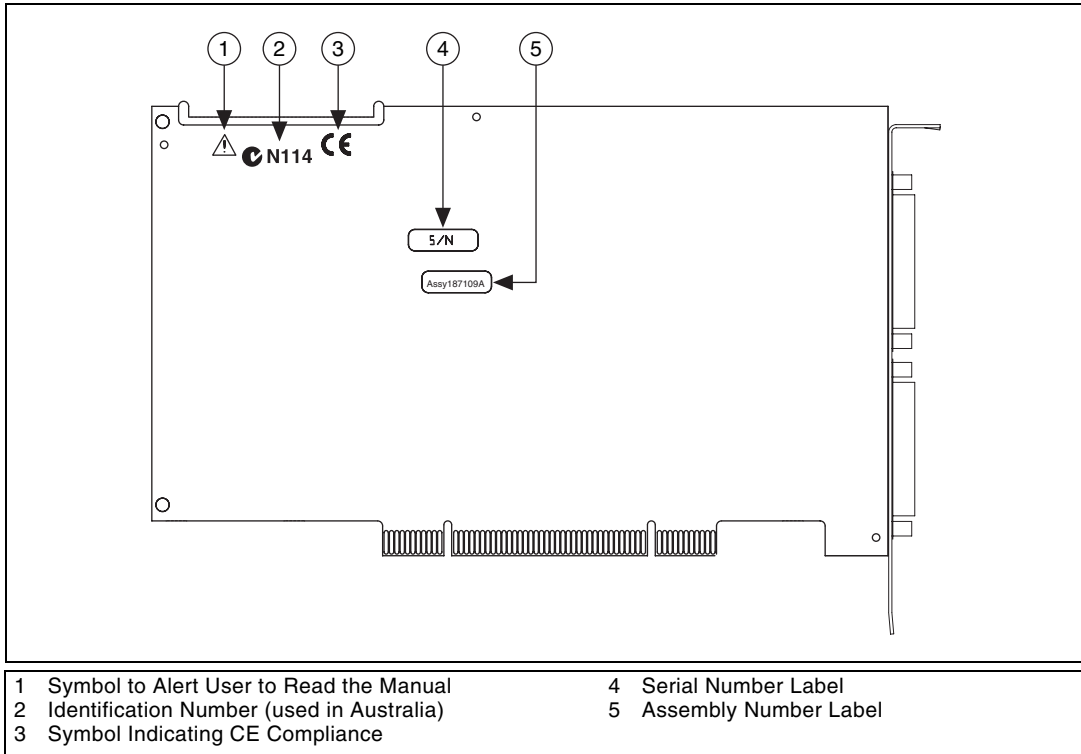 1 2 3 4 5
N114 CE
S/N
Assy187109A
1 Symbol to Alert User to Read the Manual
2 Identification Number (used in Australia)
3 Symbol Indicating CE Compliance
4 Serial Number Label
5 Assembly Number Label